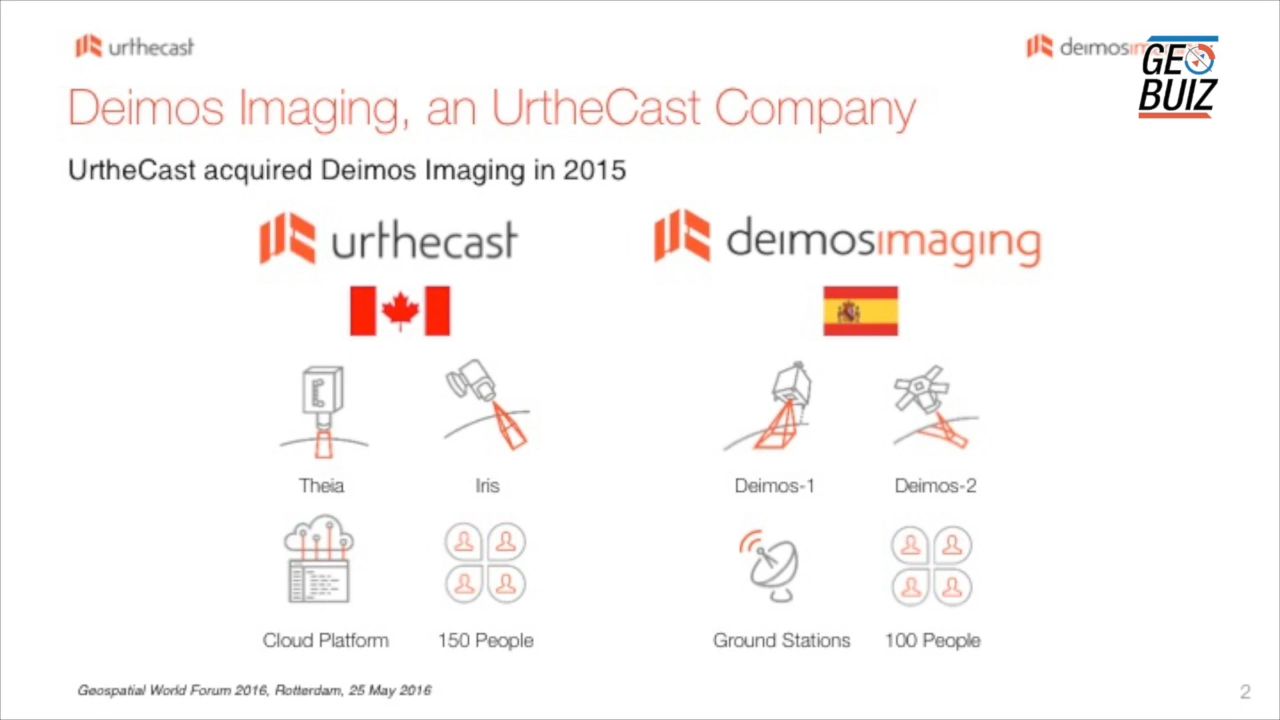 urthecast
deimos
GEO
BUIZ
Deimos Imaging, an UrtheCast Company
UrtheCast acquired Deimos Imaging in 2015
urthecast
deimosimaging
Theia
Iris
Deimos-1
Deimos-2
Cloud Platform
150 People
Ground Stations
100 People
Geospatial World Forum 2016, Rotterdam, 25 May 2016
2